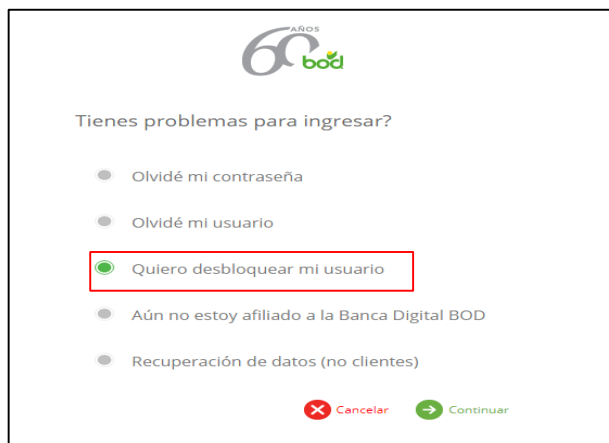 60 AÑOS
bod
Tienes problemas para ingresar?
Olvidé mi contraseña
Olvidé mi usuario
Quiero desbloquear mi usuario
Aún no estoy afiliado a la Banca Digital BOD
Recuperación de datos (no clientes)
Cancelar Continuar